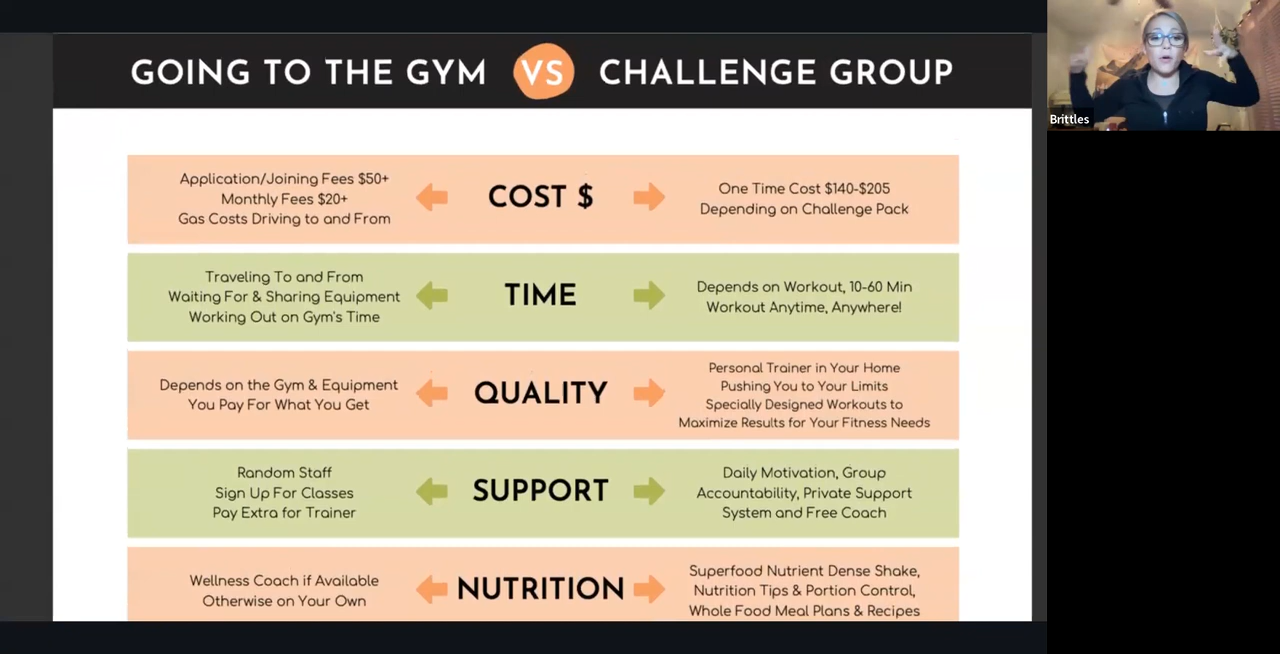 GOING TO THE GYM VS CHALLENGE GROUP
Brittles
Application/Joining Fees $50+
Monthly Fees $20+
Gas Costs Driving to and From
COST $
One Time Cost $140-$205
Depending on Challenge Pack
Traveling To and From
Waiting For & Sharing Equipment
Working Out on Gym's Time
TIME
Depends on Workout, 10-60 Min
Workout Anytime, Anywhere!
Depends on the Gym & Equipment
You Pay For What You Get
QUALITY
Personal Trainer in Your Home
Pushing You to Your Limits
Specially Designed Workouts to
Maximize Results for Your Fitness Needs
Random Staff
Sign Up For Classes
Pay Extra for Trainer
SUPPORT
Daily Motivation, Group
Accountability, Private Support
System and Free Coach
Wellness Coach if Available
Otherwise on Your Own
NUTRITION
Superfood Nutrient Dense Shake,
Nutrition Tips & Portion Control,
Whole Food Meal Plans & Recipes